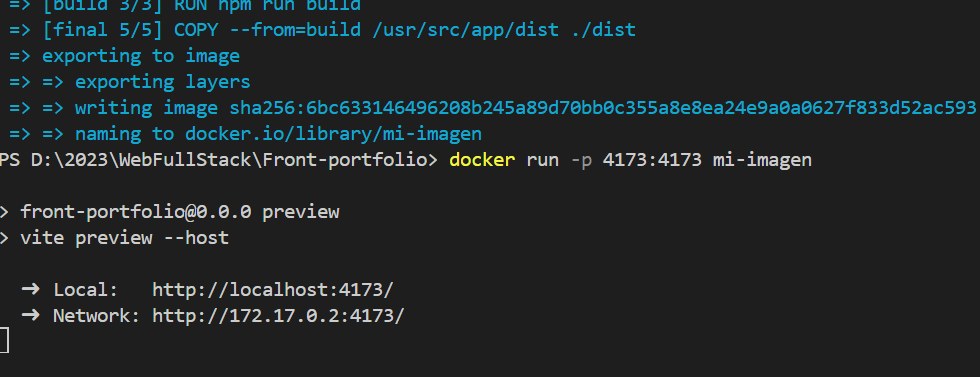 => [build 3/3] RUN npm run build
=> [final 5/5] COPY --from=build /usr/src/app/dist ./dist
=> exporting to image
=> => exporting layers
=> => writing image sha256:6bc633146496208b245a89d70bb0c355a8e8ea24e9a0a0627f833d52ac593
=> => naming to docker.io/library/mi-imagen
PS D:\2023\WebFullStack\Front-portfolio> docker run -p 4173:4173 mi-imagen
> front-portfolio@0.0.0 preview
> vite preview --host
➜ Local: http://localhost:4173/
➜ Network: http://172.17.0.2:4173/